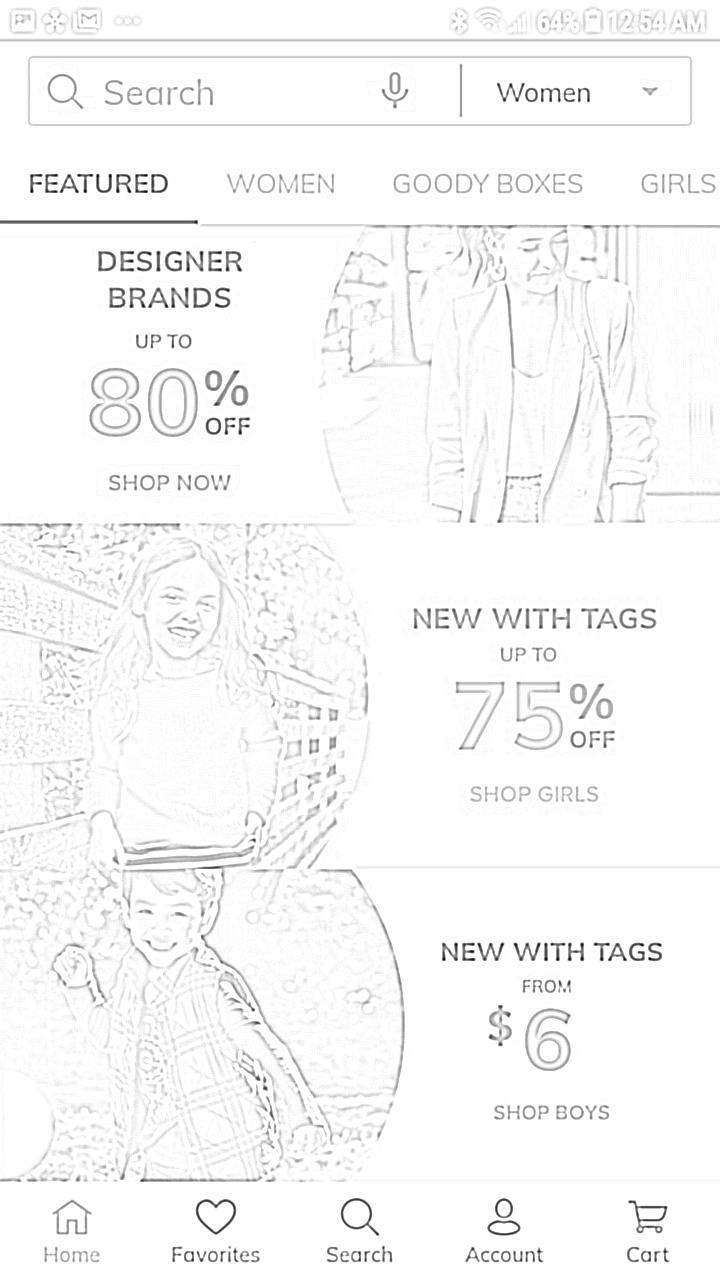 64% 12:54 AM
Search Women
FEATURED WOMEN GOODY BOXES GIRLS
DESIGNER
BRANDS
UP TO
80%
OFF
SHOP NOW
NEW WITH TAGS
UP TO
75%
OFF
SHOP GIRLS
NEW WITH TAGS
FROM
$6
SHOP BOYS
Home Favorites Search Account Cart